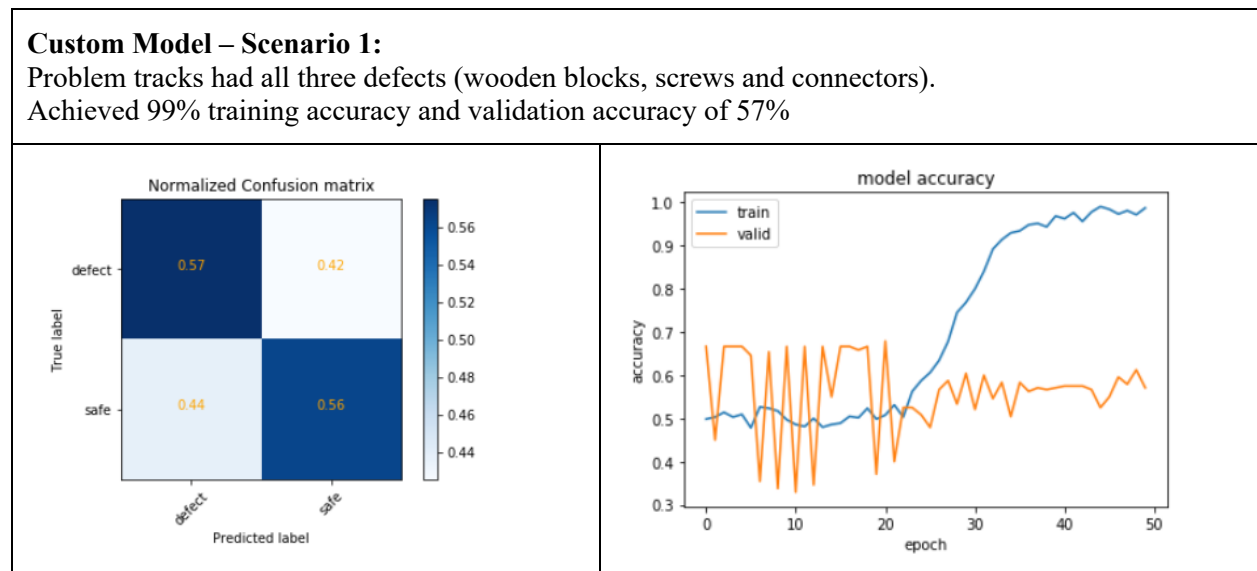 Custom Model – Scenario 1:
Problem tracks had all three defects (wooden blocks, screws and connectors).
Achieved 99% training accuracy and validation accuracy of 57%
Normalized Confusion matrix
True label
defect
safe
0.57
0.42
0.44
0.56
defect
safe
Predicted label
0.56
0.54
0.52
0.50
0.48
0.46
0.44
model accuracy
accuracy
1.0
0.9
0.8
0.7
0.6
0.5
0.4
0.3
train
valid
0
10
20
30
40
50
epoch